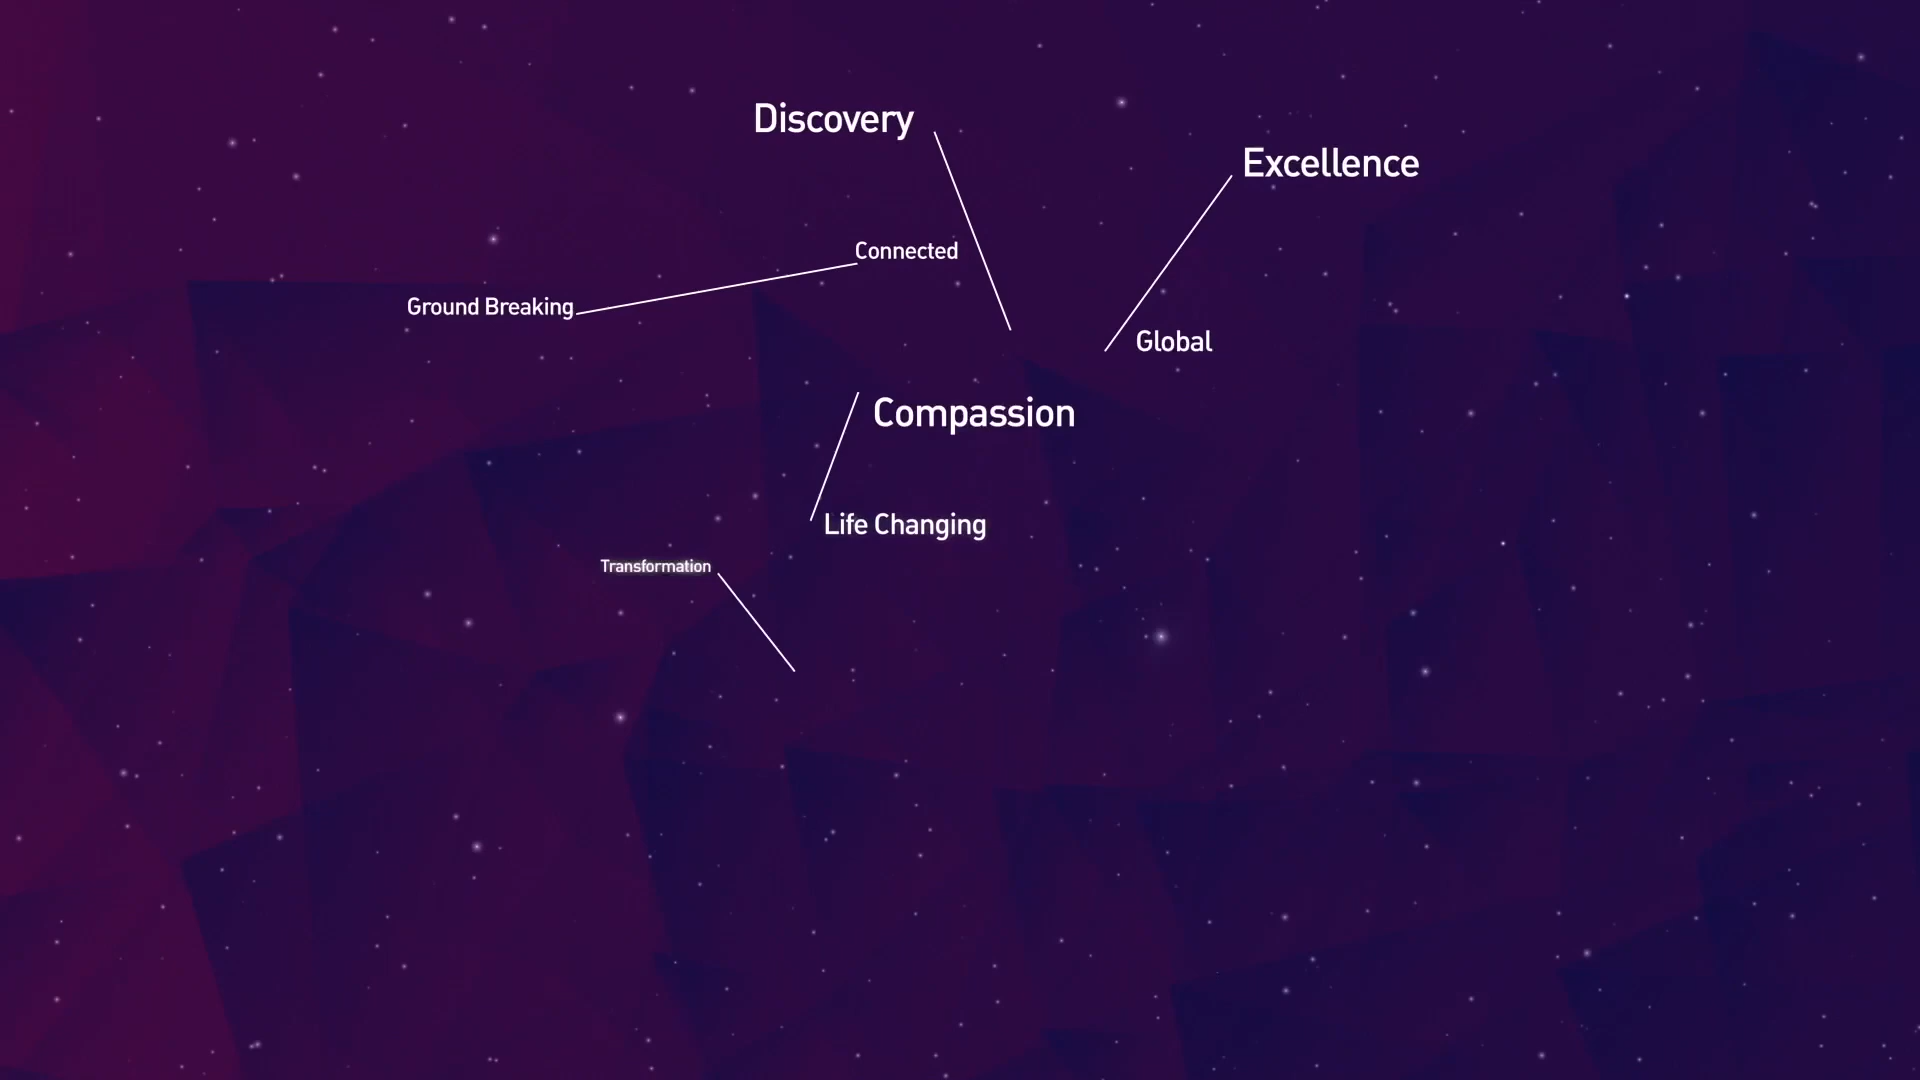 Discovery
Excellence
Connected
Ground Breaking
Global
Compassion
Life Changing
Transformation